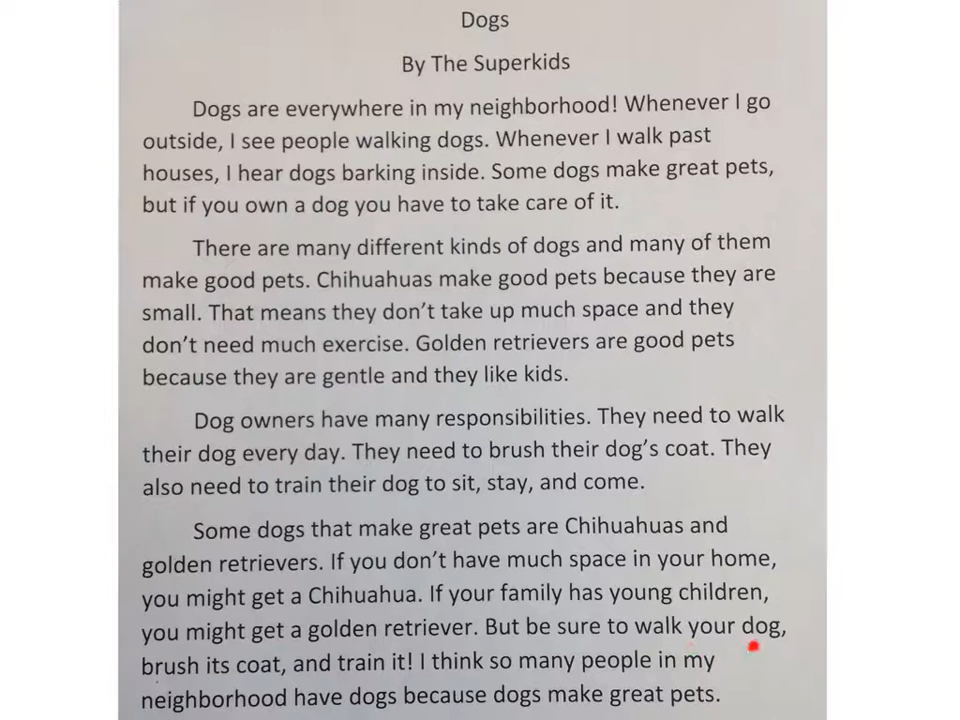 Dogs
By The Superkids
Dogs are everywhere in my neighborhood! Whenever I go
outside, I see people walking dogs. Whenever I walk past
houses, I hear dogs barking inside. Some dogs make great pets,
but if you own a dog you have to take care of it.
There are many different kinds of dogs and many of them
make good pets. Chihuahuas make good pets because they are
small. That means they don’t take up much space and they
don’t need much exercise. Golden retrievers are good pets
because they are gentle and they like kids.
Dog owners have many responsibilities. They need to walk
their dog every day. They need to brush their dog’s coat. They
also need to train their dog to sit, stay, and come.
Some dogs that make great pets are Chihuahuas and
golden retrievers. If you don’t have much space in your home,
you might get a Chihuahua. If your family has young children,
you might get a golden retriever. But be sure to walk your dog,
brush its coat, and train it! I think so many people in my
neighborhood have dogs because dogs make great pets.